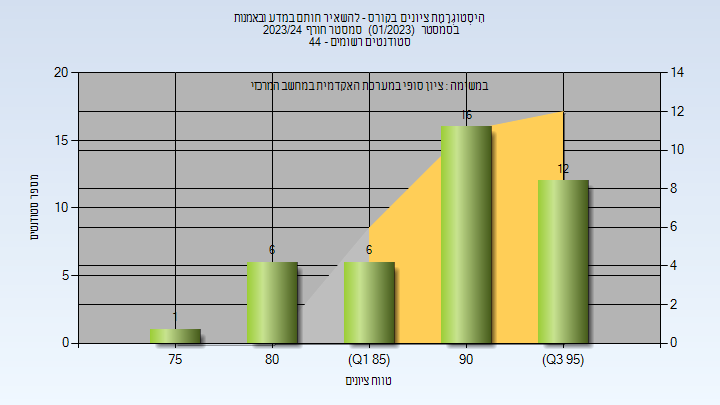 היסטוגרמת ציונים בקורס - להשאיר חותם במדע ובאמנות
בסמסטר (01/2023) סמסטר חורף 2023/24
סטודנטים רשומים - 44
במשימה : ציון סופי במערכת האקדמית במחשב המרכזי
מספר סטודנטים
20
15
10
5
0
14
12
10
8
6
4
2
0
1
6
6
16
12
75
80
(Q1 85)
90
(Q3 95)
טווח ציונים